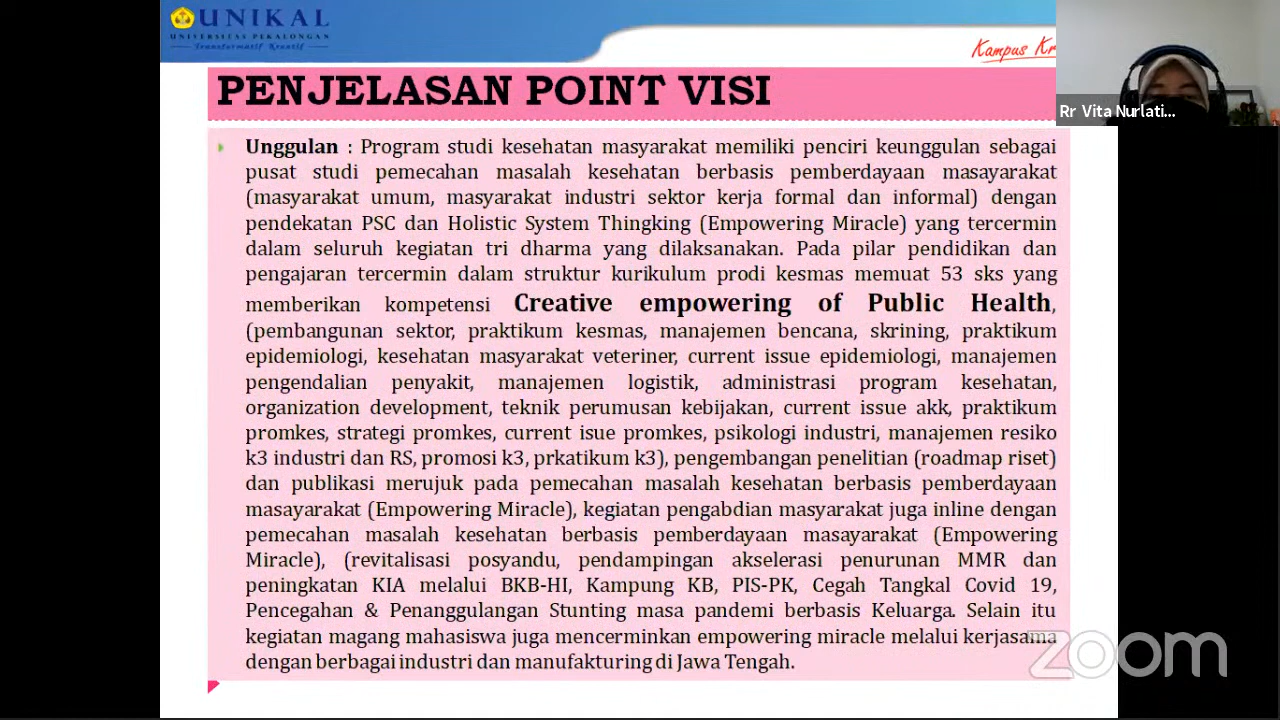 UNIKAL
UNIVERSITAS PEKALONGAN
Transformatif Kreatif
Kampus Kr
PENJELASAN POINT VISI
Rr Vita Nurlati...
Unggulan : Program studi kesehatan masyarakat memiliki penciri keunggulan sebagai
pusat studi pemecahan masalah kesehatan berbasis pemberdayaan masayarakat
(masyarakat umum, masyarakat industri sektor kerja formal dan informal) dengan
pendekatan PSC dan Holistic System Thingking (Empowering Miracle) yang tercermin
dalam seluruh kegiatan tri dharma yang dilaksanakan. Pada pilar pendidikan dan
pengajaran tercermin dalam struktur kurikulum prodi kesmas memuat 53 sks yang
memberikan kompetensi Creative empowering of Public Health,
(pembangunan sektor, praktikum kesmas, manajemen bencana, skrining, praktikum
epidemiologi, kesehatan masyarakat veteriner, current issue epidemiologi, manajemen
pengendalian penyakit, manajemen logistik, administrasi program kesehatan,
organization development, teknik perumusan kebijakan, current issue akk, praktikum
promkes, strategi promkes, current isue promkes, psikologi industri, manajemen resiko
k3 industri dan RS, promosi k3, prkatikum k3), pengembangan penelitian (roadmap riset)
dan publikasi merujuk pada pemecahan masalah kesehatan berbasis pemberdayaan
masayarakat (Empowering Miracle), kegiatan pengabdian masyarakat juga inline dengan
pemecahan masalah kesehatan berbasis pemberdayaan masayarakat (Empowering
Miracle), (revitalisasi posyandu, pendampingan akselerasi penurunan MMR dan
peningkatan KIA melalui BKB-HI, Kampung KB, PIS-PK, Cegah Tangkal Covid 19,
Pencegahan & Penanggulangan Stunting masa pandemi berbasis Keluarga. Selain itu
kegiatan magang mahasiswa juga mencerminkan empowering miracle melalui kerjasama
dengan berbagai industri dan manufakturing di Jawa Tengah.
zoom